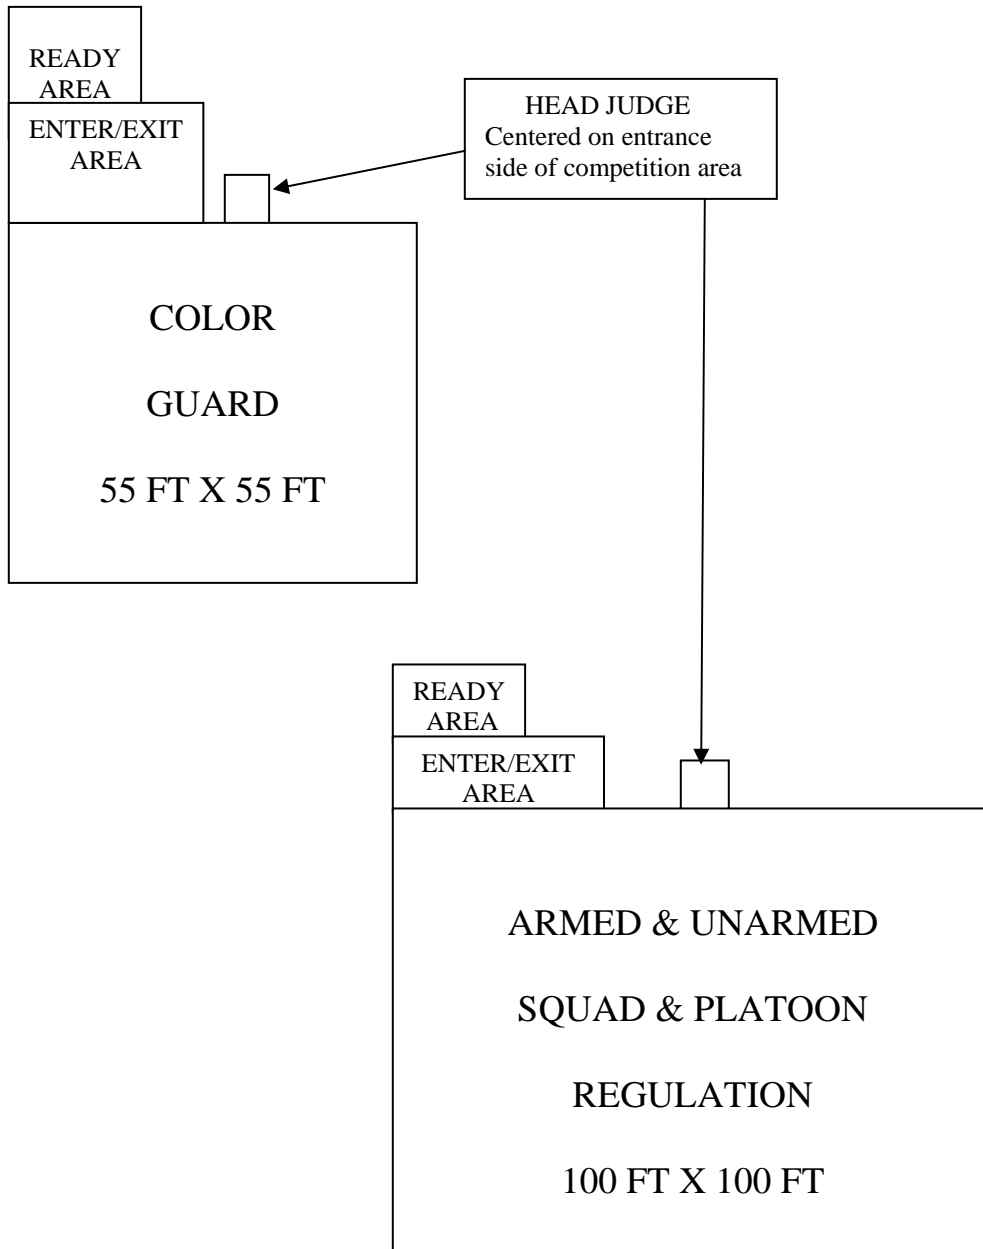 READY
AREA
ENTER/EXIT
AREA
HEAD JUDGE
Centered on entrance
side of competition area
COLOR
GUARD
55 FT X 55 FT
READY
AREA
ENTER/EXIT
AREA
ARMED & UNARMED
SQUAD & PLATOON
REGULATION
100 FT X 100 FT